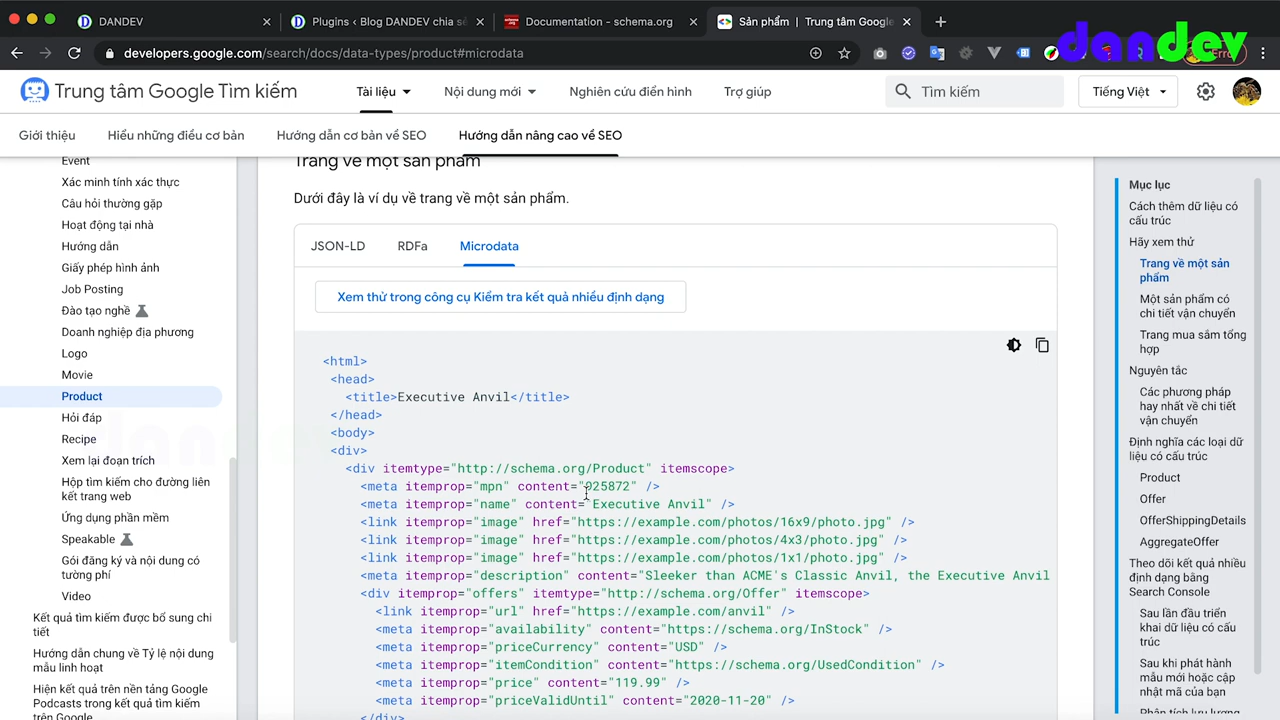 DANDEV
Plugins ‹ Blog DANDEV chia sẻ
Documentation - schema.org
Sản phẩm | Trung tâm Google
developers.google.com/search/docs/data-types/product#microda
dandev
Trung tâm Google Tìm kiếm
Tài liệu
Nội dung mới
Nghiên cứu điển hình
Trợ giúp
Tìm kiếm
Tiếng Việt
Giới thiệu
Hiểu những điều cơ bản
Hướng dẫn cơ bản về SEO
Hướng dẫn nâng cao về SEO
Event
Xác minh tính xác thực
Câu hỏi thường gặp
Hoạt động tại nhà
Hướng dẫn
Giấy phép hình ảnh
Job Posting
Đào tạo nghề
Doanh nghiệp địa phương
Logo
Movie
Product
Hỏi đáp
Recipe
Xem lại đoạn trích
Hộp tìm kiếm cho đường liên
kết trang web
Ứng dụng phần mềm
Speakable
Gói đăng ký và nội dung có
tường phí
Video
Kết quả tìm kiếm được bổ sung chi
tiết
Hướng dẫn chung về Tỷ lệ nội dung
mẫu linh hoạt
Hiện kết quả trên nền tảng Google
Podcasts trong kết quả tìm kiếm
trên Google
Trang về một sản phẩm
Dưới đây là ví dụ về trang về một sản phẩm.
JSON-LD
RDFa
Microdata
Xem thử trong công cụ Kiểm tra kết quả nhiều định dạng
<html>
<head>
<title>Executive Anvil</title>
</head>
<body>
<div>
<div itemtype="http://schema.org/Product" itemscope>
<meta itemprop="mpn" content="925872" />
<meta itemprop="name" content="Executive Anvil" />
<link itemprop="image" href="https://example.com/photos/16x9/photo.jpg" />
<link itemprop="image" href="https://example.com/photos/4x3/photo.jpg" />
<link itemprop="image" href="https://example.com/photos/1x1/photo.jpg" />
<meta itemprop="description" content="Sleeker than ACME's Classic Anvil, the Executive Anvil
<div itemprop="offers" itemtype="http://schema.org/Offer" itemscope>
<link itemprop="url" href="https://example.com/anvil" />
<meta itemprop="availability" content="https://schema.org/InStock" />
<meta itemprop="priceCurrency" content="USD" />
<meta itemprop="itemCondition" content="https://schema.org/UsedCondition" />
<meta itemprop="price" content="119.99" />
<meta itemprop="priceValidUntil" content="2020-11-20" />
</div>
Mục lục
Cách thêm dữ liệu có
cấu trúc
Hãy xem thử
Trang về một sản
phẩm
Một sản phẩm có
chi tiết vận chuyển
Trang mua sắm tổng
hợp
Nguyên tắc
Các phương pháp
hay nhất về chi tiết
vận chuyển
Định nghĩa các loại dữ
liệu có cấu trúc
Product
Offer
OfferShippingDetails
AggregateOffer
Theo dõi kết quả nhiều
định dạng bằng
Search Console
Sau lần đầu triển
khai dữ liệu có cấu
trúc
Sau khi phát hành
mẫu mới hoặc cập
nhật mã của bạn
Phân tích lưu lượng